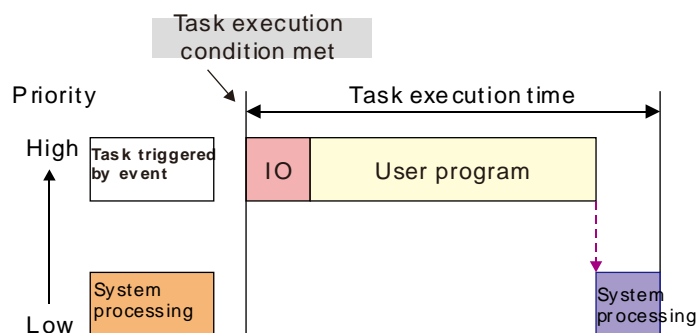 Task execution
condition met
Priority
Task execution time
High
Task triggered
by event
IO
User program
System
processing
System
processing
Low